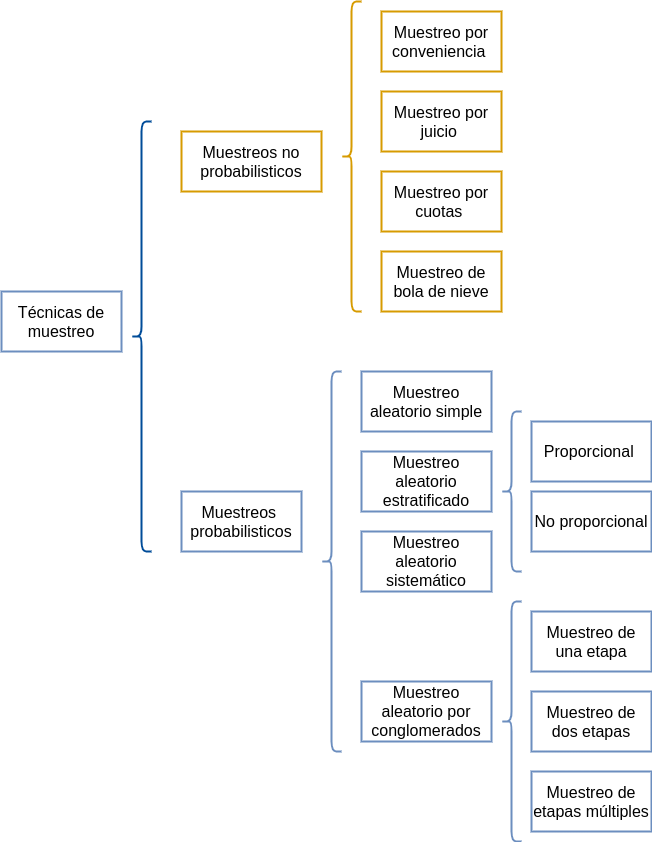 Técnicas de
muestreo
Muestreos no
probabilisticos
Muestreo por
conveniencia
Muestreo por
juicio
Muestreo por
cuotas
Muestreo de
bola de nieve
Muestreos
probabilisticos
Muestreo
aleatorio simple
Muestreo
aleatorio
estratificado
Proporcional
No proporcional
Muestreo
aleatorio
sistemático
Muestreo
aleatorio por
conglomerados
Muestreo de
una etapa
Muestreo de
dos etapas
Muestreo de
etapas múltiples